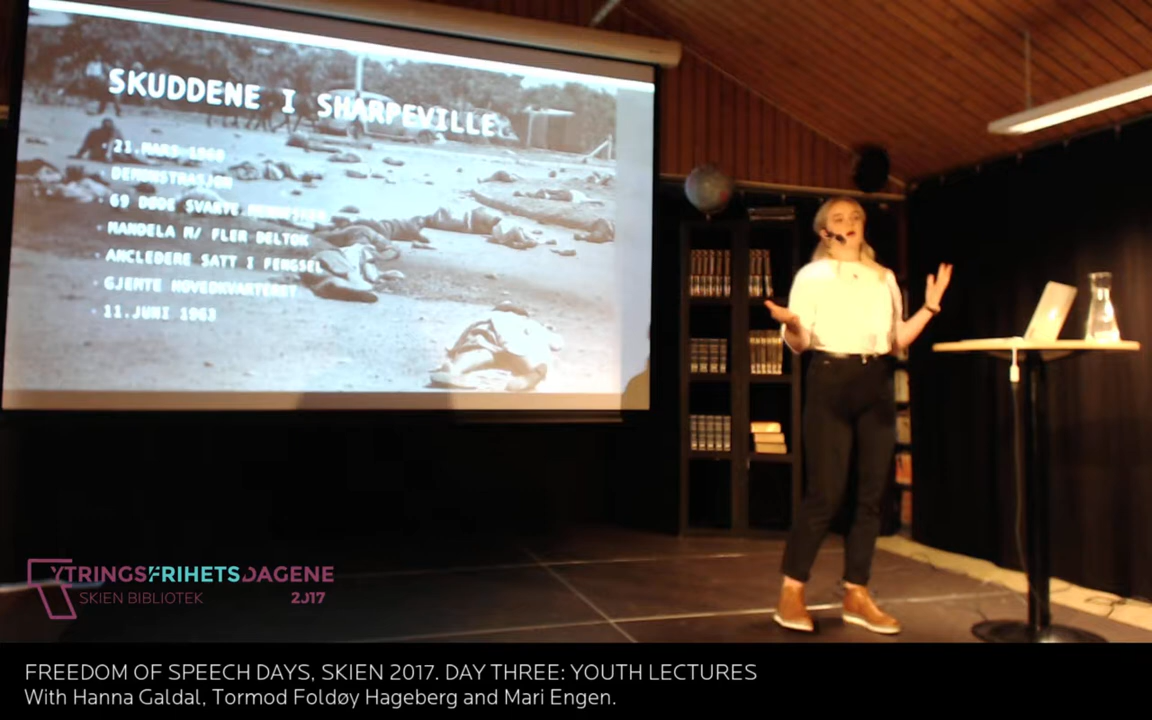 SKUDDENE I SHARPEVILLE
21.MARS 1960
DEMONSTRASJON
69 DØDE SVARTE MENNESKER
MANDELA M/ FLER DELTOK
ANCLEDERE SATT I FENGSEL
GJEMTE HOVEDKVARTERET
11.JUNI 1963
YTRINGSFRIHETSDAGENE
SKIEN BIBLIOTEK 2017
FREEDOM OF SPEECH DAYS, SKIEN 2017. DAY THREE: YOUTH LECTURES
With Hanna Galdal, Tormod Foldøy Hageberg and Mari Engen.